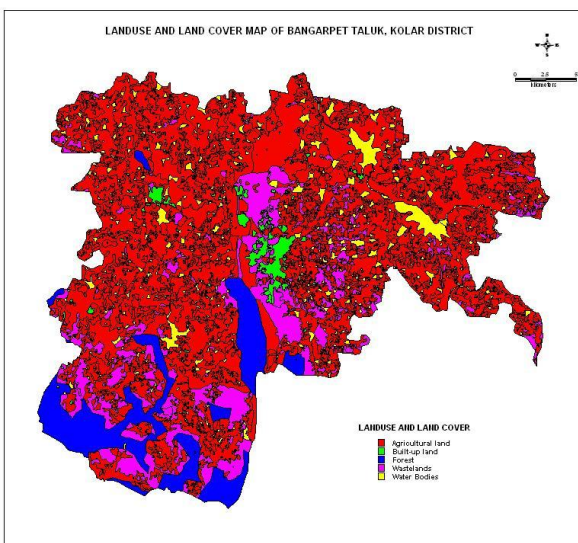 LANDUSE AND LAND COVER MAP OF BANGARPET TALUK, KOLAR DISTRICT
N
W E
S
0 2.5 5
kilometers
LANDUSE AND LAND COVER
Agricultural land
Built-up land
Forest
Wastelands
Water Bodies